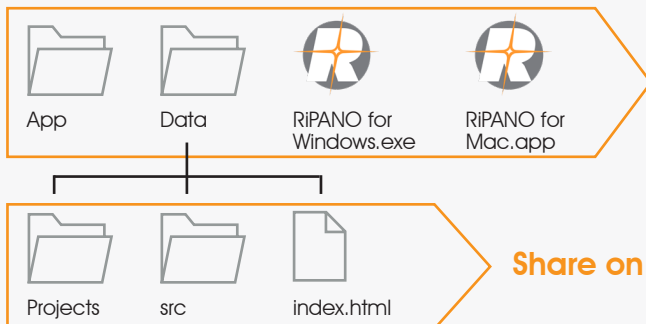 App
Data
RiPANO for
Windows.exe
RiPANO for
Mac.app
Projects
src
index.html
Share on